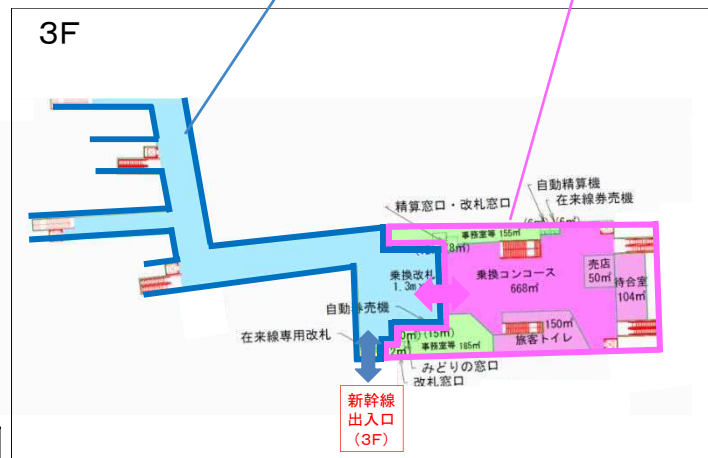 3F
自動精算機
在来線券売機
精算窓口・改札窓口
(6㎡)
(6㎡)
事務室等 155㎡
乗換改札
1.3m
乗換コンコース
668㎡
売店
50㎡
待合室
104㎡
自動券売機
(15㎡)
150㎡
旅客トイレ
在来線専用改札
事務室等 185㎡
みどりの窓口
改札窓口
新幹線
出入口
(3F)